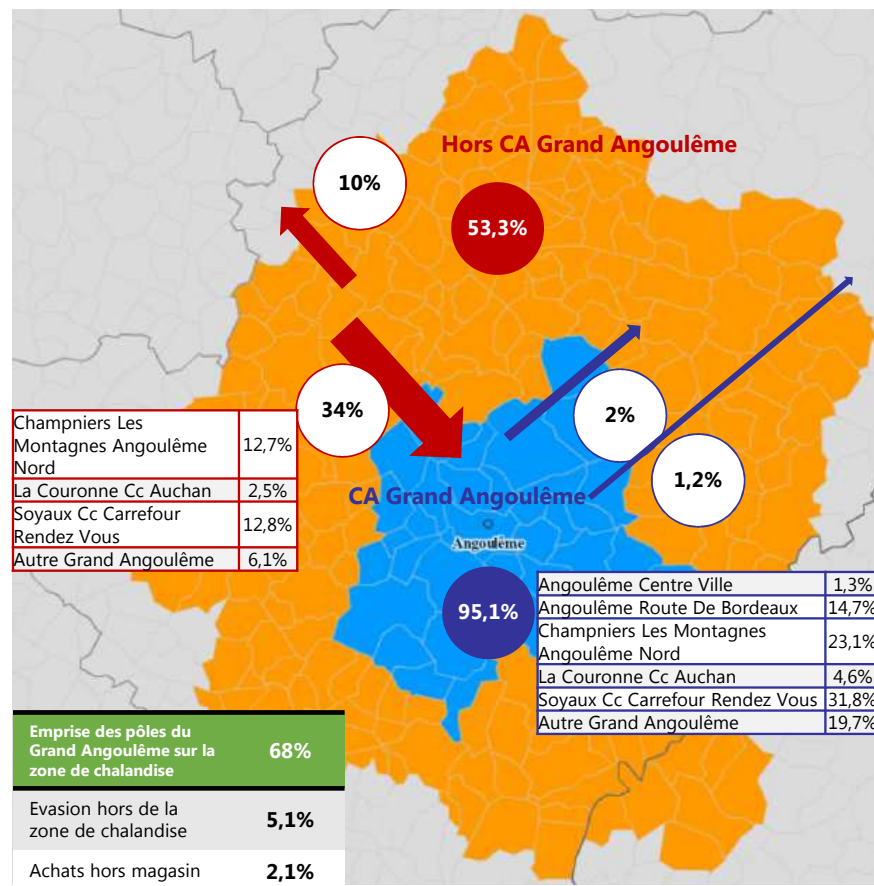 Hors CA Grand Angoulême
10%
53,3%
34%
2%
1,2%
Champniers Les
Montagnes Angoulême
Nord
12,7%
La Couronne Cc Auchan 2,5%
Soyaux Cc Carrefour
Rendez Vous
12,8%
Autre Grand Angoulême 6,1%
CA Grand Angoulême
Angoulême
95,1%
Angoulême Centre Ville 1,3%
Angoulême Route De Bordeaux 14,7%
Champniers Les Montagnes
Angoulême Nord
23,1%
La Couronne Cc Auchan 4,6%
Soyaux Cc Carrefour Rendez Vous 31,8%
Autre Grand Angoulême 19,7%
Emprise des pôles du
Grand Angoulême sur la
zone de chalandise
68%
Evasion hors de la
zone de chalandise
5,1%
Achats hors magasin 2,1%